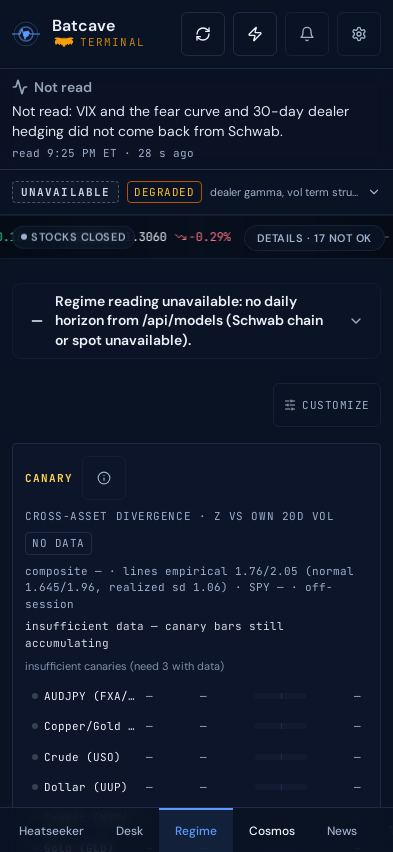 Batcave
TERMINAL
Not read
Not read: VIX and the fear curve and 30-day dealer
hedging did not come back from Schwab.
read 9:25 PM ET · 28 s ago
UNAVAILABLE DEGRADED dealer gamma, vol term stru…
STOCKS CLOSED .3060 -0.29% DETAILS · 17 NOT OK
Regime reading unavailable: no daily
horizon from /api/models (Schwab chain
or spot unavailable).
CUSTOMIZE
CANARY
CROSS-ASSET DIVERGENCE · Z VS OWN 20D VOL
NO DATA
composite — · lines empirical 1.76/2.05 (normal
1.645/1.96, realized sd 1.06) · SPY — · off-
session
insufficient data — canary bars still
accumulating
insufficient canaries (need 3 with data)
AUDJPY (FXA/… — — —
Copper/Gold … — — —
Crude (USO) — — —
Dollar (UUP) — — —
Heatseeker Desk Regime Cosmos News